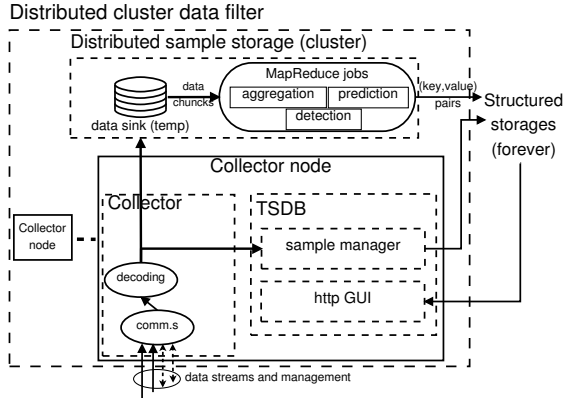 Distributed cluster data filter
Distributed sample storage (cluster)
MapReduce jobs
data
chuncks
aggregation
prediction
detection
(key,value)
pairs
data sink (temp)
Structured
storages
(forever)
Collector node
Collector
TSDB
Collector
node
sample manager
decoding
http GUI
comm.s
data streams and management